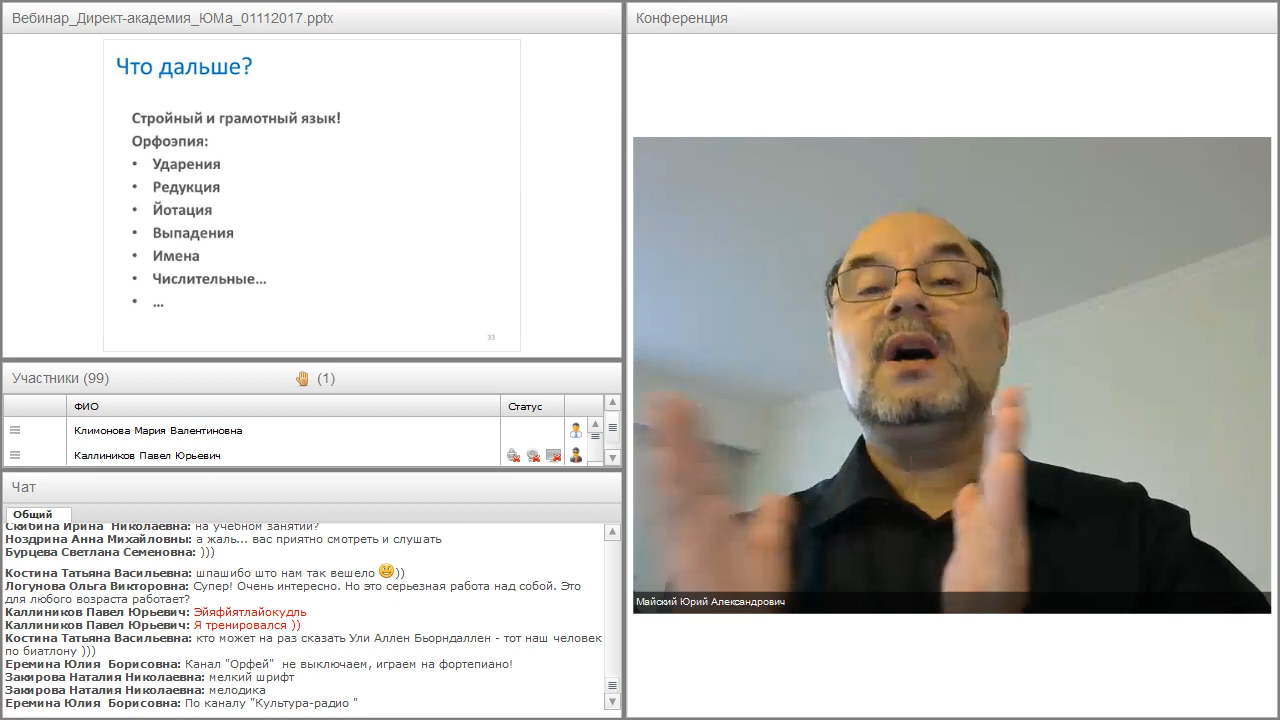 Вебинар_Директ-академия_ЮМа_01112017.pptx
Что дальше?
Стройный и грамотный язык!
Орфоэпия:
• Ударения
• Редукция
• Йотация
• Выпадения
• Имена
• Числительные...
• ...
33
Участники (99)
(1)
ФИО
Статус
Климонова Мария Валентиновна
Каллиников Павел Юрьевич
Чат
Общий
Скибина Ирина Николаевна: на учебном занятии?
Ноздрина Анна Михайловны: а жаль... вас приятно смотреть и слушать
Бурцева Светлана Семеновна: )))
Костина Татьяна Васильевна: шпашибо што нам так вешело ))
Логунова Ольга Викторовна: Супер! Очень интересно. Но это серьезная работа над собой. Это
для любого возраста работает?
Каллиников Павел Юрьевич: Эйяфйятлайокудль
Каллиников Павел Юрьевич: Я тренировался ))
Костина Татьяна Васильевна: кто может на раз сказать Ули Аллен Бьорндаллен - тот наш человек
по биатлону )))
Еремина Юлия Борисовна: Канал "Орфей" не выключаем, играем на фортепиано!
Закирова Наталия Николаевна: мелкий шрифт
Закирова Наталия Николаевна: мелодика
Еремина Юлия Борисовна: По каналу "Культура-радио "
Конференция
Майский Юрий Александрович